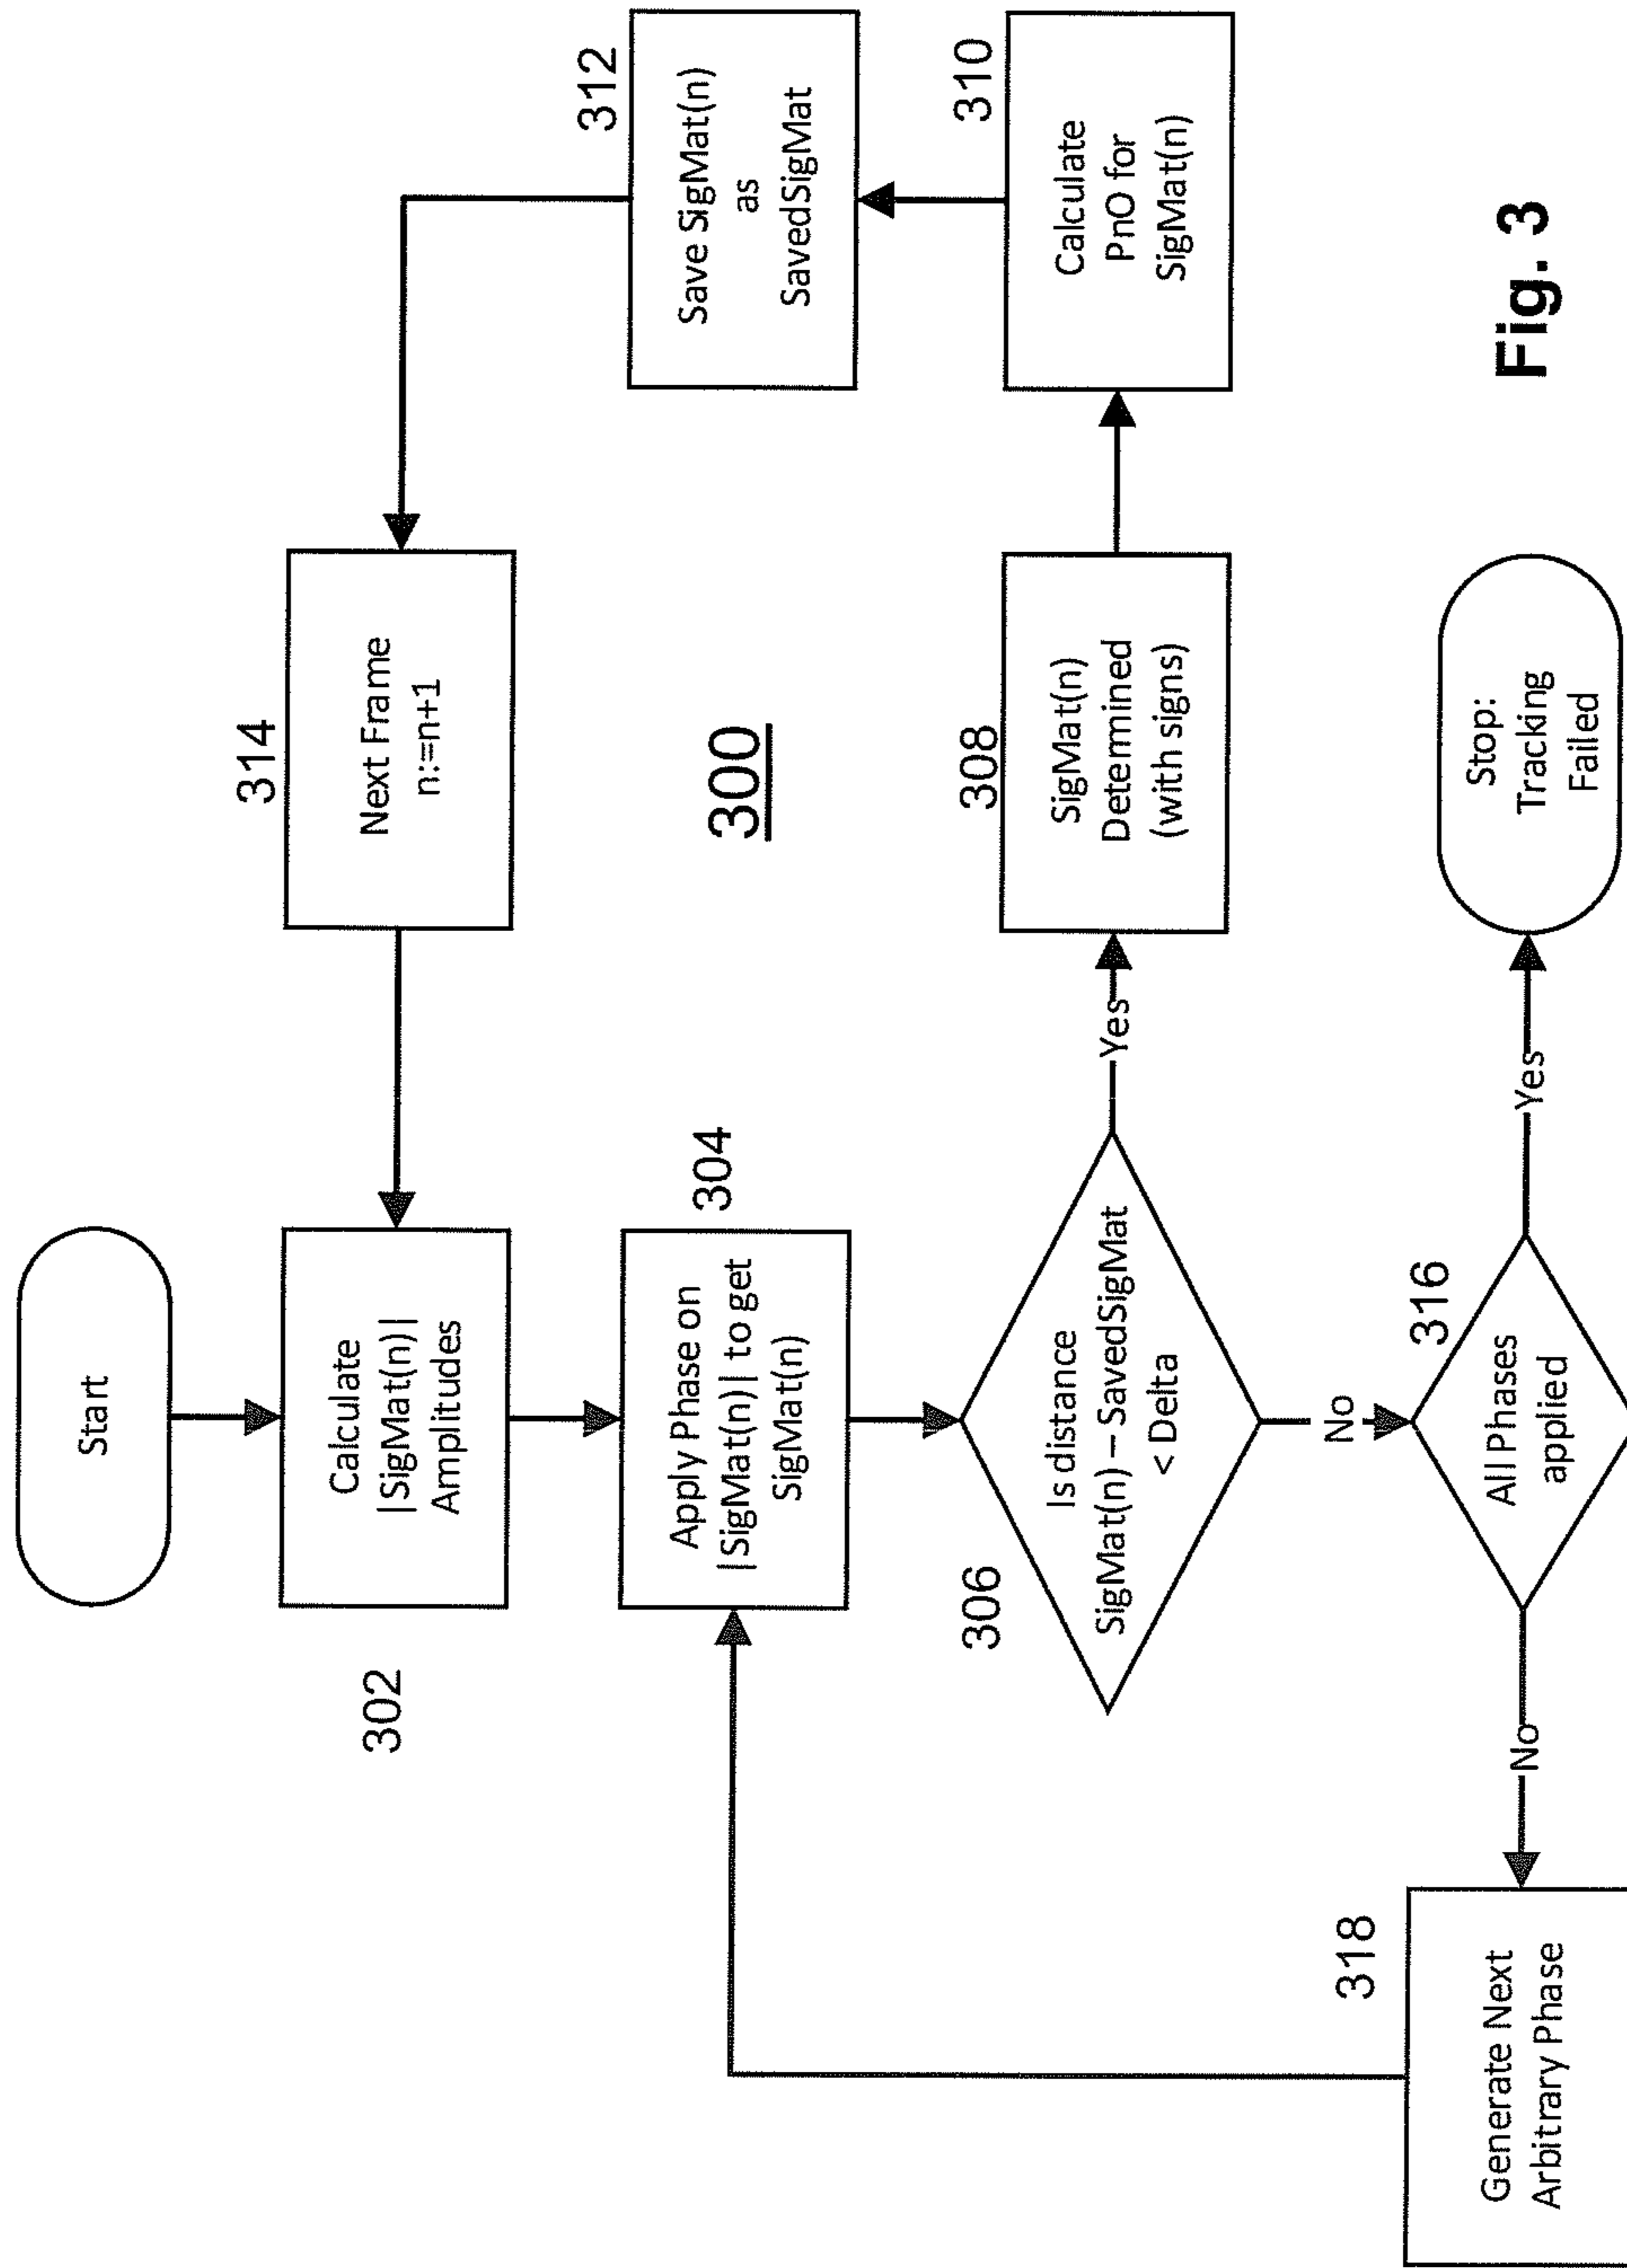 Start
302
Calculate
|SigMat(n)|
Amplitudes
314
Next Frame
n:=n+1
304
Apply Phase on
|SigMat(n)| to get
SigMat(n)
312
Save SigMat(n)
as
SavedSigMat
300
306
Is distance
SigMat(n) – SavedSigMat
< Delta
Yes
308
SigMat(n)
Determined
(with signs)
310
Calculate
PnO for
SigMat(n)
No
318
Generate Next
Arbitrary Phase
No
316
All Phases
applied
Yes
Stop:
Tracking
Failed
Fig. 3